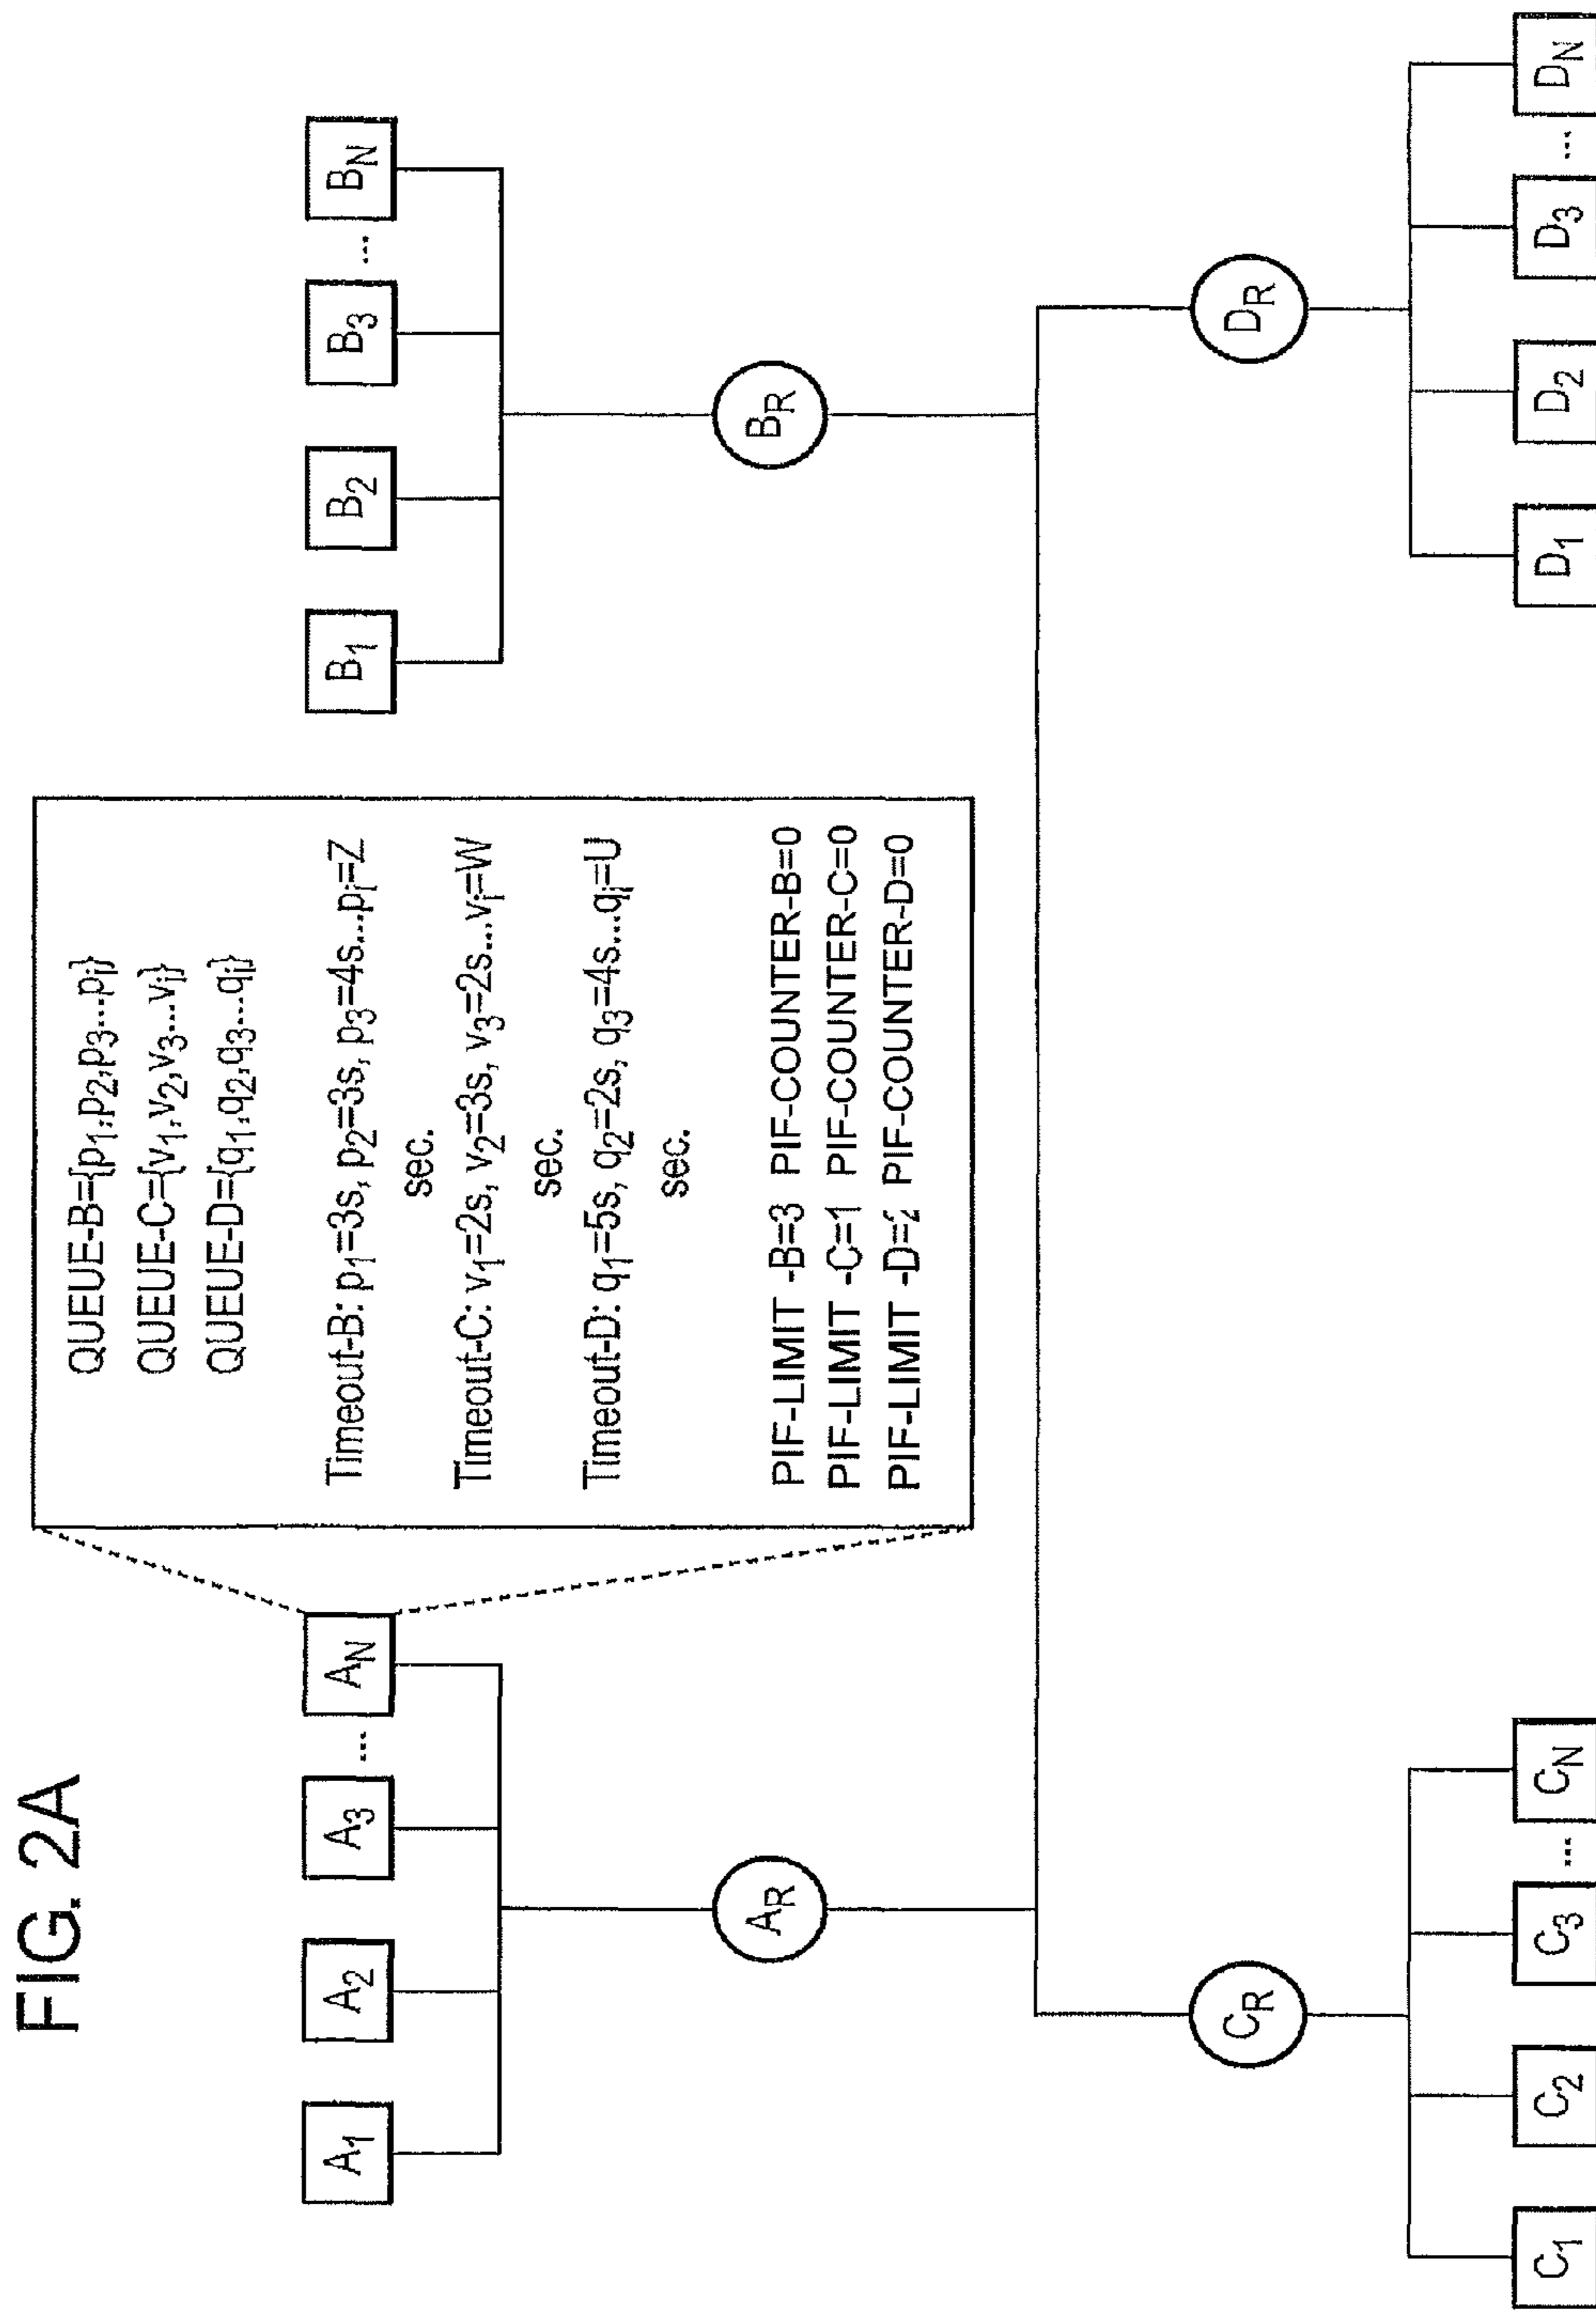 FIG. 2A
QUEUE-B={p1,p2,p3...pi}
QUEUE-C={v1,v2,v3...vi}
QUEUE-D={q1,q2,q3...qi}
Timeout-B: p1=3s, p2=3s, p3=4s...pi=Z
sec.
Timeout-C: v1=2s, v2=3s, v3=2s...vi=W
sec.
Timeout-D: q1=5s, q2=2s, q3=4s...qi=U
sec.
PIF-LIMIT -B=3 PIF-COUNTER-B=0
PIF-LIMIT -C=1 PIF-COUNTER-C=0
PIF-LIMIT -D=2 PIF-COUNTER-D=0
A1 A2 A3 ... AN
B1 B2 B3 ... BN
AR
BR
CR
DR
C1 C2 C3 ... CN
D1 D2 D3 ... DN